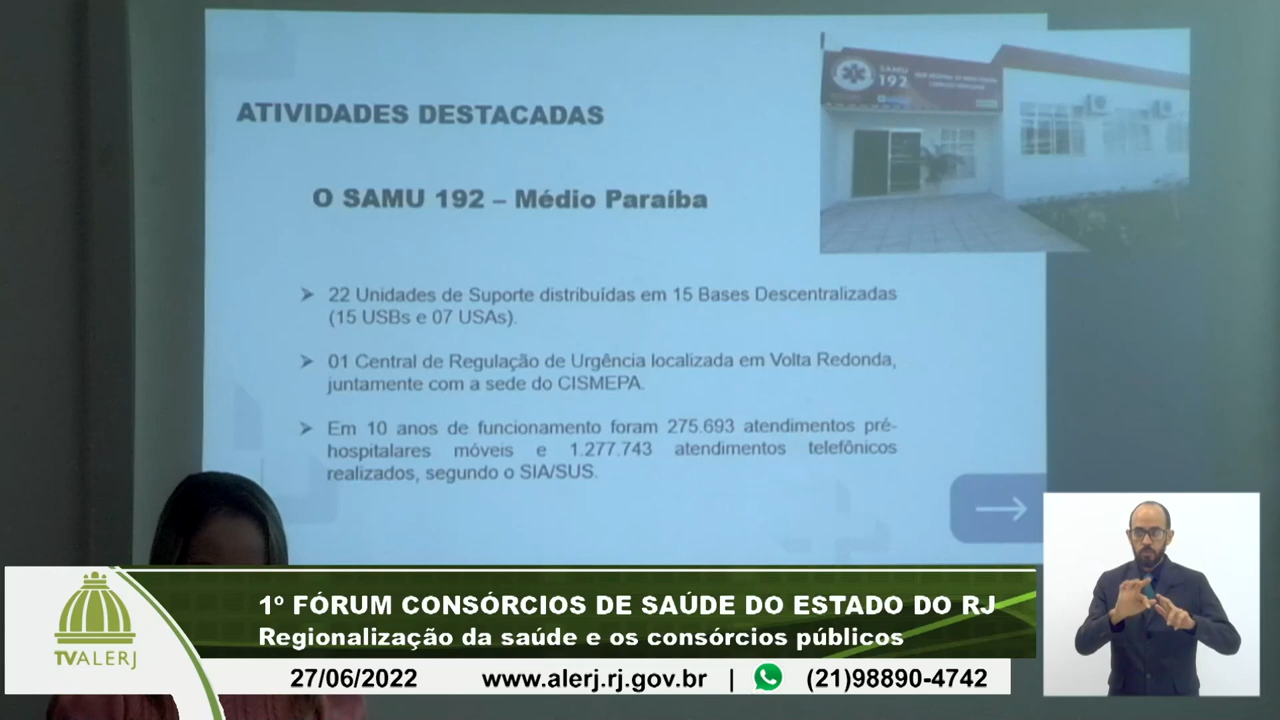 ATIVIDADES DESTACADAS
SAMU
192
O SAMU 192 – Médio Paraíba
➤ 22 Unidades de Suporte distribuídas em 15 Bases Descentralizadas
(15 USBs e 07 USAs).
➤ 01 Central de Regulação de Urgência localizada em Volta Redonda,
juntamente com a sede do CISMEPA.
➤ Em 10 anos de funcionamento foram 275.693 atendimentos pré-
hospitalares móveis e 1.277.743 atendimentos telefônicos
realizados, segundo o SIA/SUS.
1º FÓRUM CONSÓRCIOS DE SAÚDE DO ESTADO DO RJ
Regionalização da saúde e os consórcios públicos
TVALERJ
27/06/2022 www.alerj.rj.gov.br | (21)98890-4742